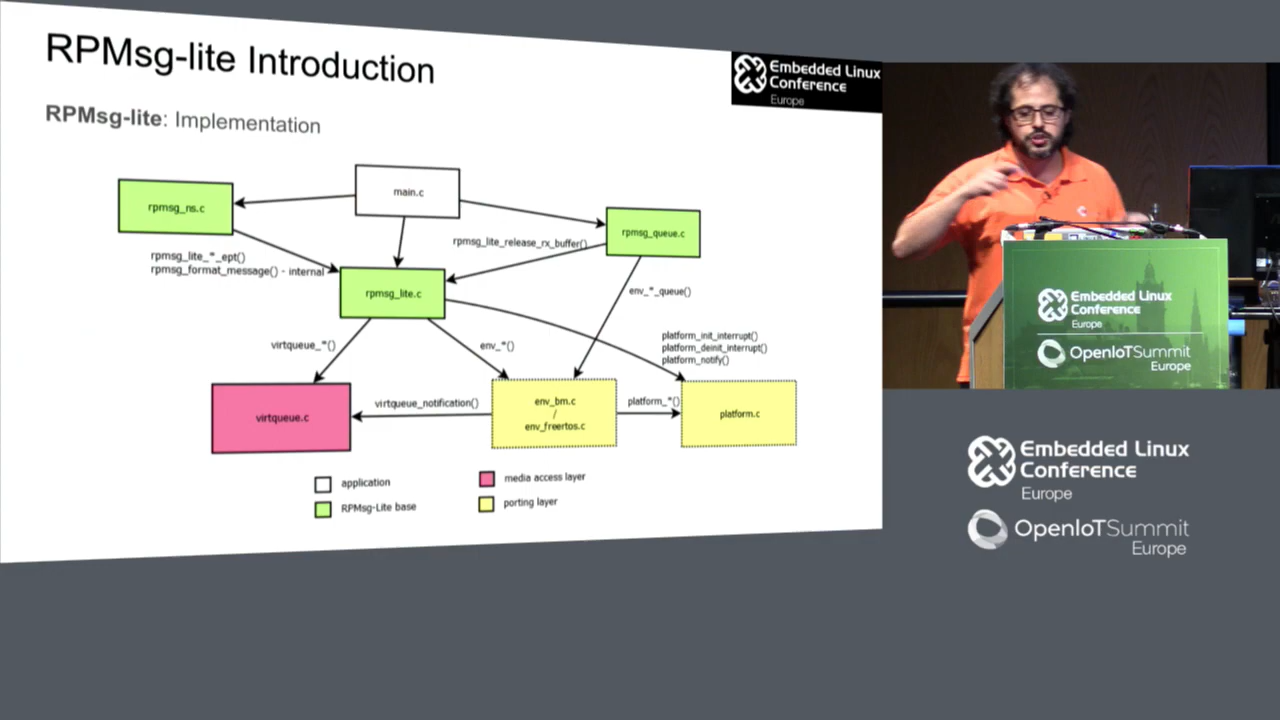 RPMsg-lite Introduction
Embedded Linux
Conference
Europe
RPMsg-lite: Implementation
main.c
rpmsg_ns.c
rpmsg_queue.c
rpmsg_lite_release_rx_buffer()
rpmsg_lite_*_ept()
rpmsg_format_message() - internal
rpmsg_lite.c
env_*_queue()
virtqueue_*()
env_*()
platform_init_interrupt()
platform_deinit_interrupt()
platform_notify()
virtqueue.c
virtqueue_notification()
env_bm.c
/
env_freertos.c
platform_*()
platform.c
application
media access layer
RPMsg-Lite base
porting layer
Embedded Linux
Conference
Europe
OpenIoTSummit
Europe
Embedded Linux
Conference
Europe
OpenIoTSummit
Europe